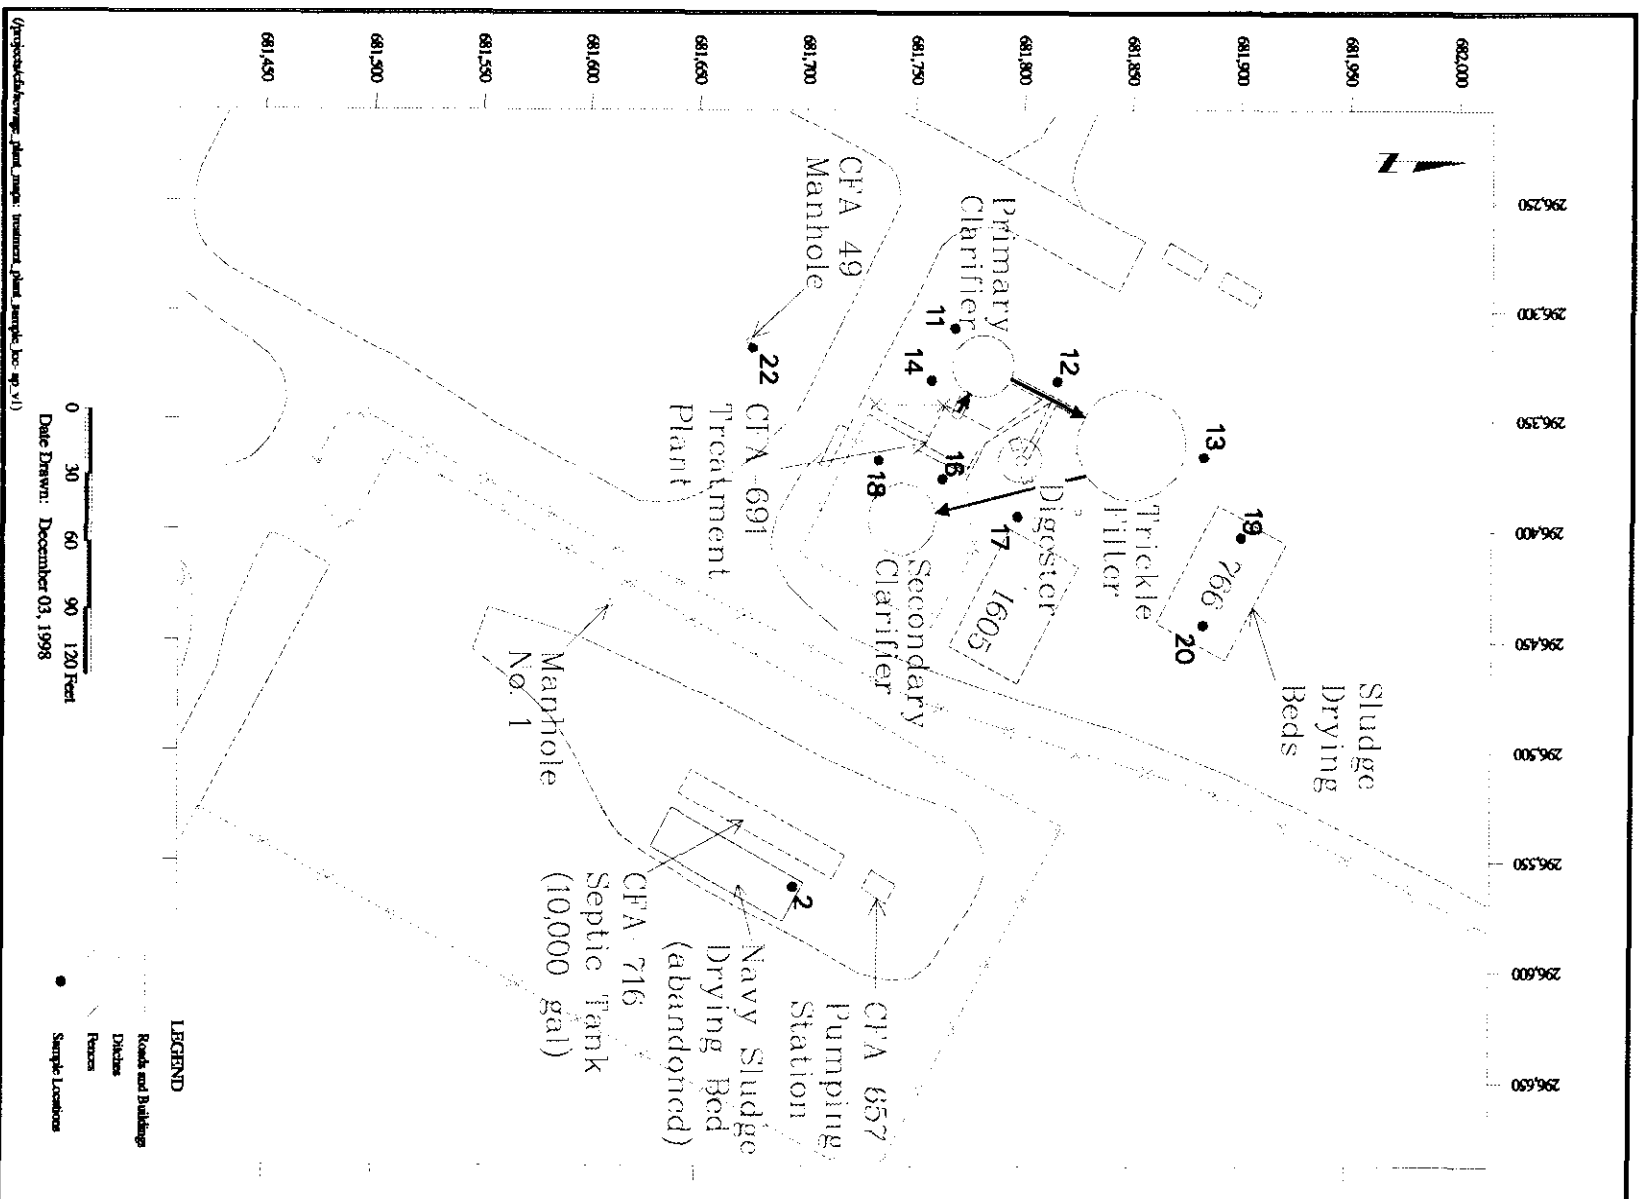 296,250
296,300
296,350
296,400
296,450
296,500
296,550
296,600
296,650
682,000
681,950
681,900
681,850
681,800
681,750
681,700
681,650
681,600
681,550
681,500
681,450
N
Sludge
Drying
Beds
19
766
20
13
Trickle
Filter
12
Digester
17
1605
Primary
Clarifier
11
14
16
18
Secondary
Clarifier
CFA 49
Manhole
22
CFA 691
Treatment
Plant
Manhole
No. 1
2
CFA 657
Pumping
Station
Navy Sludge
Drying Bed
(abandoned)
CFA 716
Septic Tank
(10,000 gal)
LEGEND
Roads and Buildings
Ditches
Fences
Sample Locations
0 30 60 90 120 Feet
Date Drawn: December 03, 1998